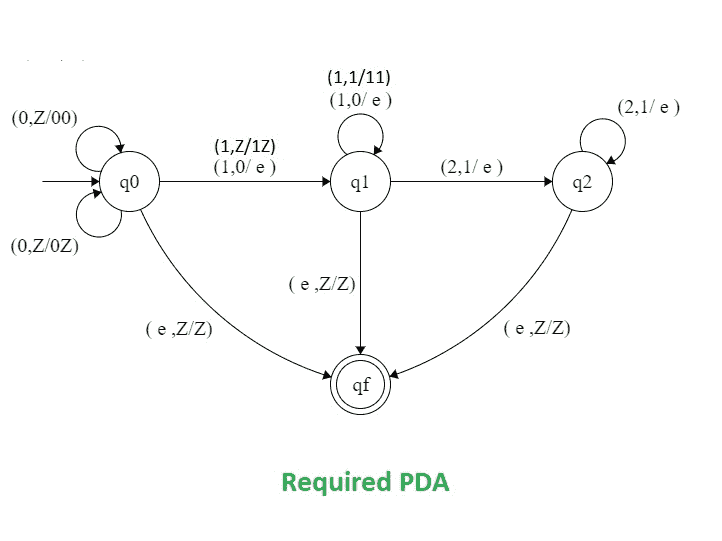 (1,1/11)
(0,Z/00)
(1,0/ e )
(2,1/ e )
(1,Z/1Z)
(1,0/ e )
(2,1/ e )
q0
q1
q2
(0,Z/0Z)
( e ,Z/Z)
( e ,Z/Z)
( e ,Z/Z)
qf
Required PDA